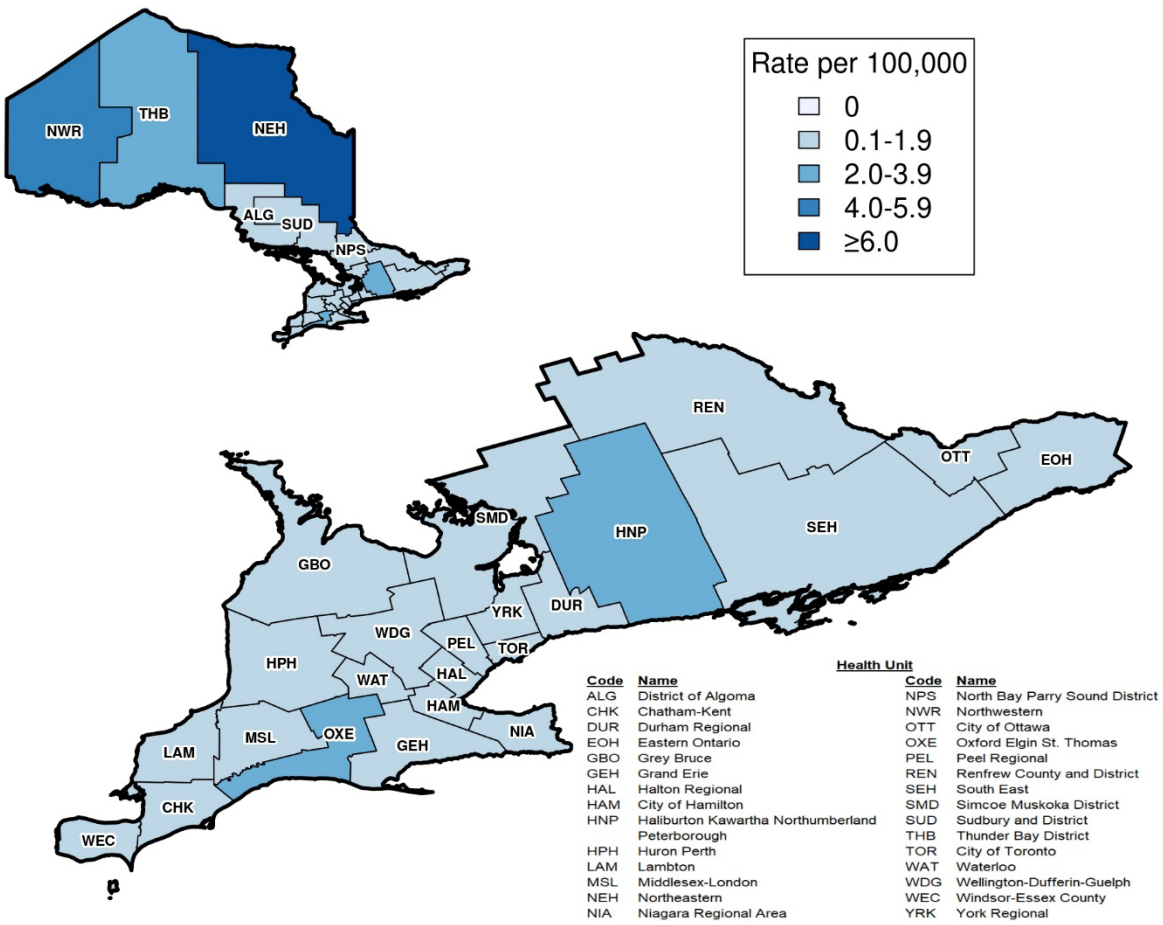 Rate per 100,000
0
0.1-1.9
2.0-3.9
4.0-5.9
≥6.0
NWR
THB
NEH
ALG
SUD
NPS
REN
OTT
EOH
SEH
HNP
SMD
GBO
DUR
YRK
WDG
PEL
TOR
HPH
WAT
HAL
HAM
MSL
OXE
GEH
NIA
LAM
CHK
WEC
Health Unit
Code Name Code Name
ALG District of Algoma NPS North Bay Parry Sound District
CHK Chatham-Kent NWR Northwestern
DUR Durham Regional OTT City of Ottawa
EOH Eastern Ontario OXE Oxford Elgin St. Thomas
GBO Grey Bruce PEL Peel Regional
GEH Grand Erie REN Renfrew County and District
HAL Halton Regional SEH South East
HAM City of Hamilton SMD Simcoe Muskoka District
HNP Haliburton Kawartha Northumberland SUD Sudbury and District
Peterborough THB Thunder Bay District
HPH Huron Perth TOR City of Toronto
LAM Lambton WAT Waterloo
MSL Middlesex-London WDG Wellington-Dufferin-Guelph
NEH Northeastern WEC Windsor-Essex County
NIA Niagara Regional Area YRK York Regional